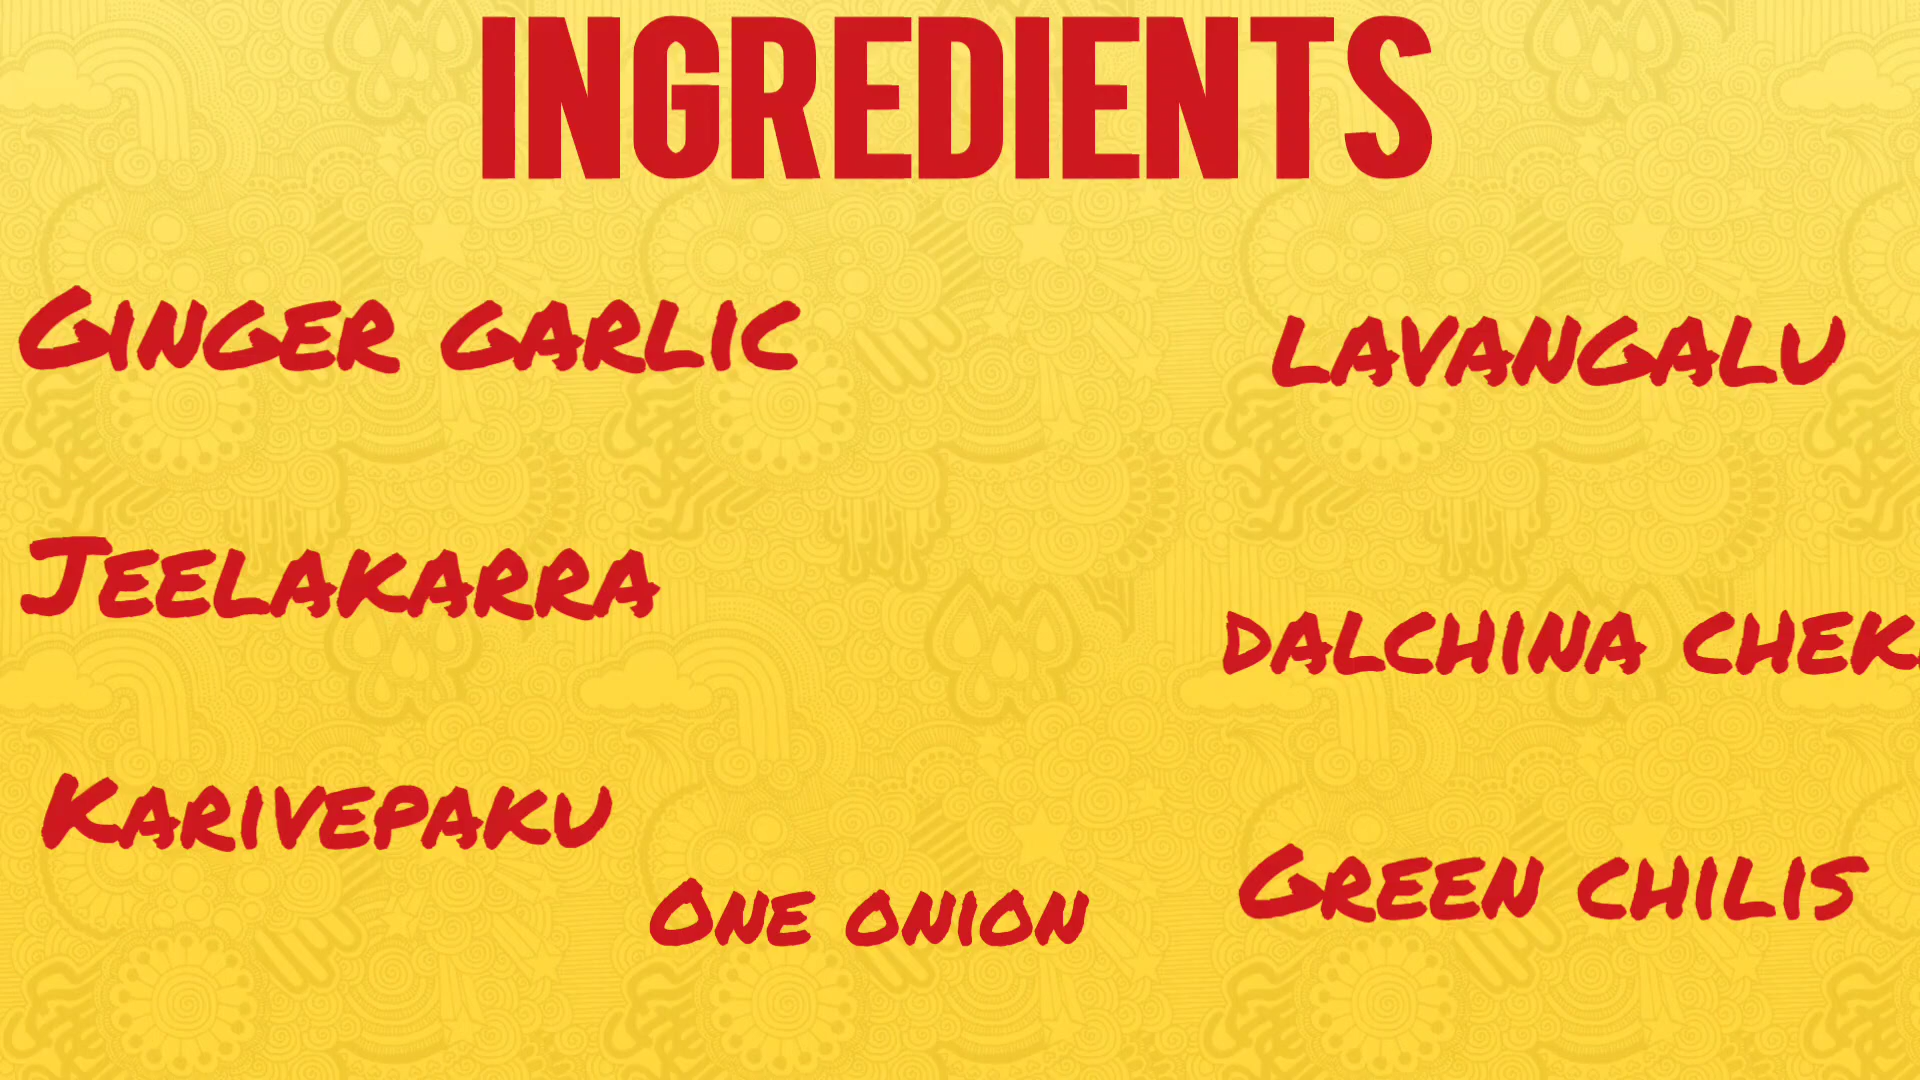 INGREDIENTS
Ginger garlic
lavangalu
Jeelakarra
dalchina
Karivepaku
Green chilis
One onion